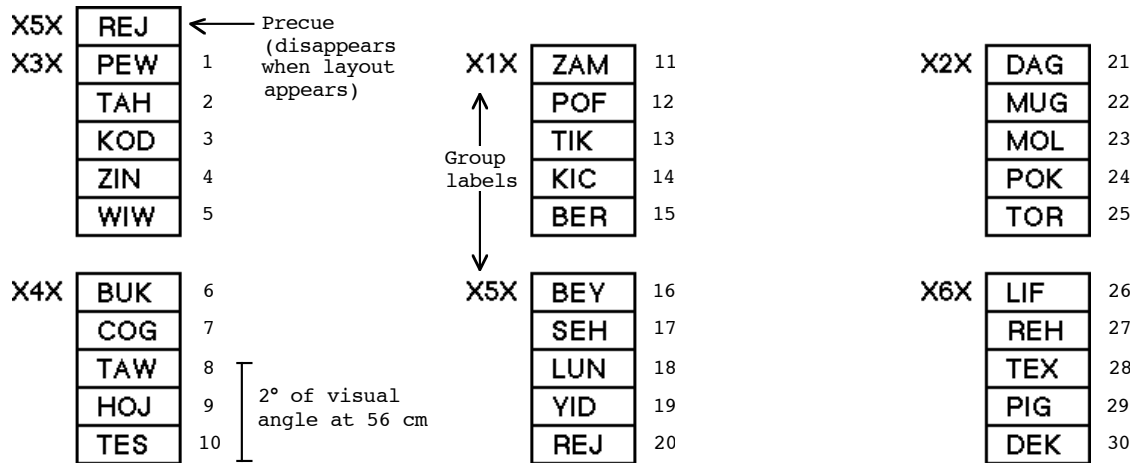 X5X REJ Precue
(disappears
when layout
appears)
X3X PEW 1
TAH 2
KOD 3
ZIN 4
WIW 5
X4X BUK 6
COG 7
TAW 8
HOJ 9
TES 10
2° of visual
angle at 56 cm
X1X ZAM 11
POF 12
TIK 13
KIC 14
BER 15
Group
labels
X5X BEY 16
SEH 17
LUN 18
YID 19
REJ 20
X2X DAG 21
MUG 22
MOL 23
POK 24
TOR 25
X6X LIF 26
REH 27
TEX 28
PIG 29
DEK 30